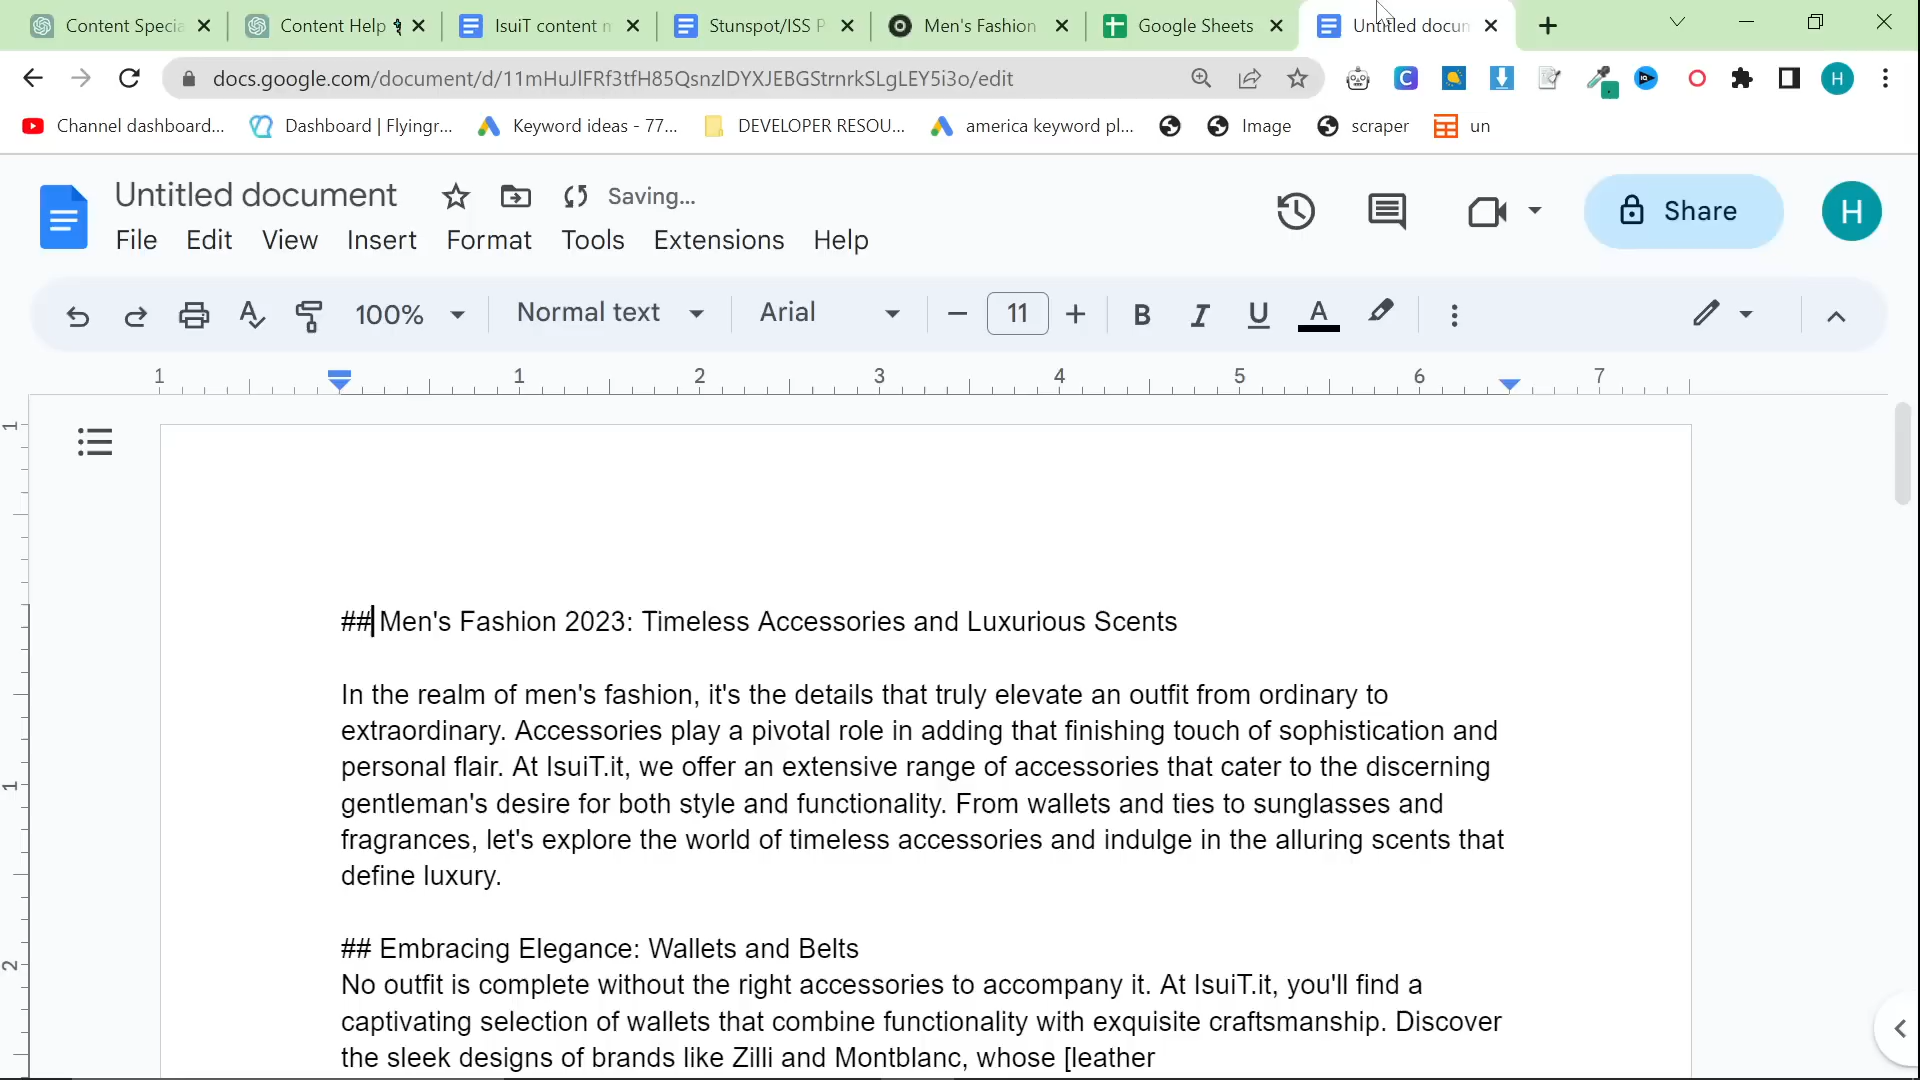 Content Specia
Content Help
IsuiT content n
Stunspot/ISS P
Men's Fashion
Google Sheets
Untitled docun
docs.google.com/document/d/11mHuJlFRf3tfH85QsnzlDYXJEBGStrnrkSLgLEY5i3o/edit
H
Channel dashboard...
Dashboard | Flyingr...
Keyword ideas - 77...
DEVELOPER RESOU...
america keyword pl...
Image
scraper
un
Untitled document
Saving...
File Edit View Insert Format Tools Extensions Help
Share
H
100%
Normal text
Arial
11
B I U A
1 1 2 3 4 5 6 7
1
1
2
## Men's Fashion 2023: Timeless Accessories and Luxurious Scents
In the realm of men's fashion, it's the details that truly elevate an outfit from ordinary to
extraordinary. Accessories play a pivotal role in adding that finishing touch of sophistication and
personal flair. At IsuiT.it, we offer an extensive range of accessories that cater to the discerning
gentleman's desire for both style and functionality. From wallets and ties to sunglasses and
fragrances, let's explore the world of timeless accessories and indulge in the alluring scents that
define luxury.
## Embracing Elegance: Wallets and Belts
No outfit is complete without the right accessories to accompany it. At IsuiT.it, you'll find a
captivating selection of wallets that combine functionality with exquisite craftsmanship. Discover
the sleek designs of brands like Zilli and Montblanc, whose [leather